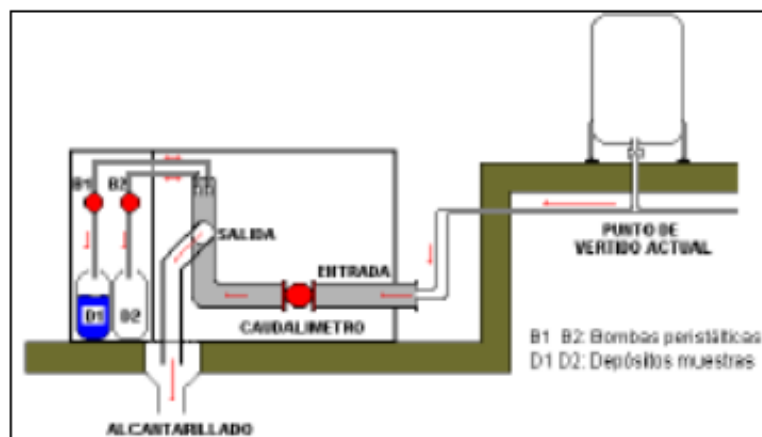 B1
B2
SALIDA
PUNTO DE
VERTIDO ACTUAL
ENTRADA
D1
D2
CAUDALIMETRO
B1 B2: Bombas peristálticas
D1 D2: Depósitos muestras
ALCANTARILLADO